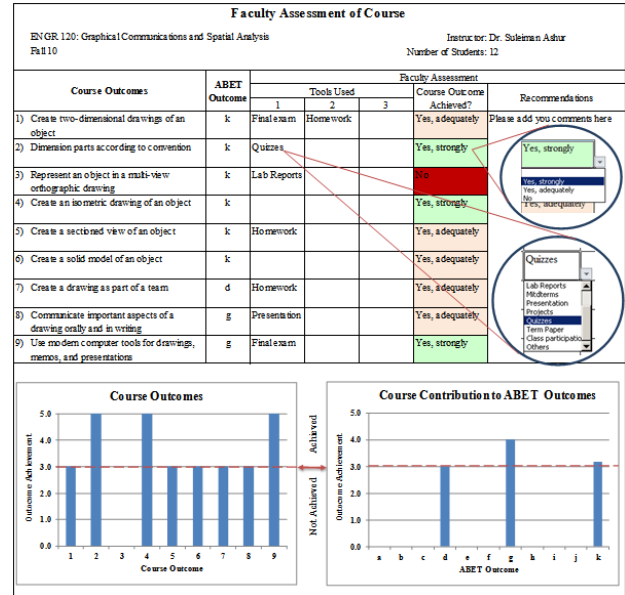 Faculty Assessment of Course
ENGR 120: Graphical Communications and Spatial Analysis
Instructor: Dr. Suleiman Ashur
Fall 10
Number of Students: 12
Course Outcomes
ABET Outcome
Faculty Assessment
Tools Used
Course Outcome Achieved?
Recommendations
1 2 3
1) Create two-dimensional drawings of an object
k
Final exam
Homework
Yes, adequately
Please add you comments here
2) Dimension parts according to convention
k
Quizzes
Yes, strongly
3) Represent an object in a multi-view orthographic drawing
k
Lab Reports
No
4) Create an isometric drawing of an object
k
Yes, strongly
5) Create a sectioned view of an object
k
Homework
Yes, adequately
6) Create a solid model of an object
k
Yes, adequately
7) Create a drawing as part of a team
d
Homework
Yes, adequately
8) Communicate important aspects of a drawing orally and in writing
g
Presentation
Yes, adequately
9) Use modern computer tools for drawings, memos, and presentations
g
Final exam
Yes, strongly
Yes, strongly
Yes, strongly
Yes, adequately
No
Yes, adequately
Quizzes
Lab Reports
Midterms
Presentation
Projects
Quizzes
Term Paper
Class participatio
Others
Course Outcomes
Outcome Achievement
5.0
4.0
3.0
2.0
1.0
0.0
1 2 3 4 5 6 7 8 9
Course Outcome
Achieved
Not Achieved
Course Contribution to ABET Outcomes
Outcome Achievement
5.0
4.0
3.0
2.0
1.0
0.0
a b c d e f g h i j k
ABET Outcome